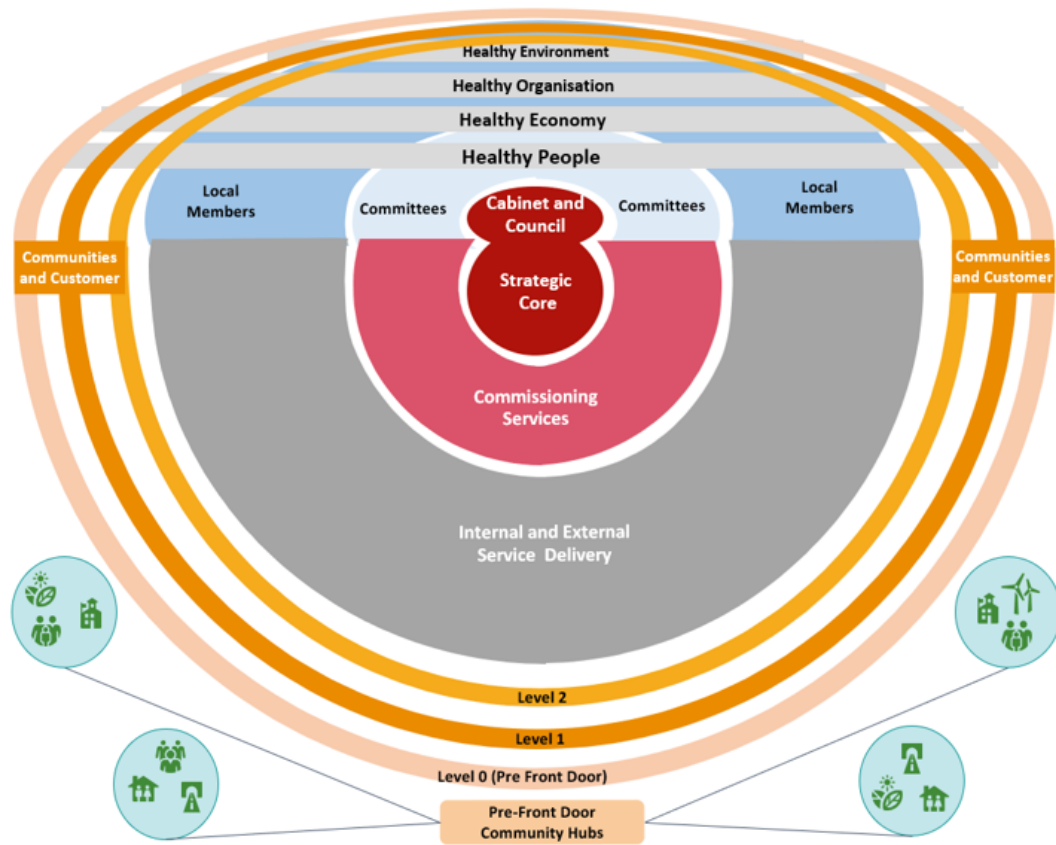 Healthy Environment
Healthy Organisation
Healthy Economy
Healthy People
Local
Members
Committees
Cabinet and
Council
Committees
Local
Members
Communities
and Customer
Strategic
Core
Communities
and Customer
Commissioning
Services
Internal and External
Service Delivery
Level 2
Level 1
Level 0 (Pre Front Door)
Pre-Front Door
Community Hubs